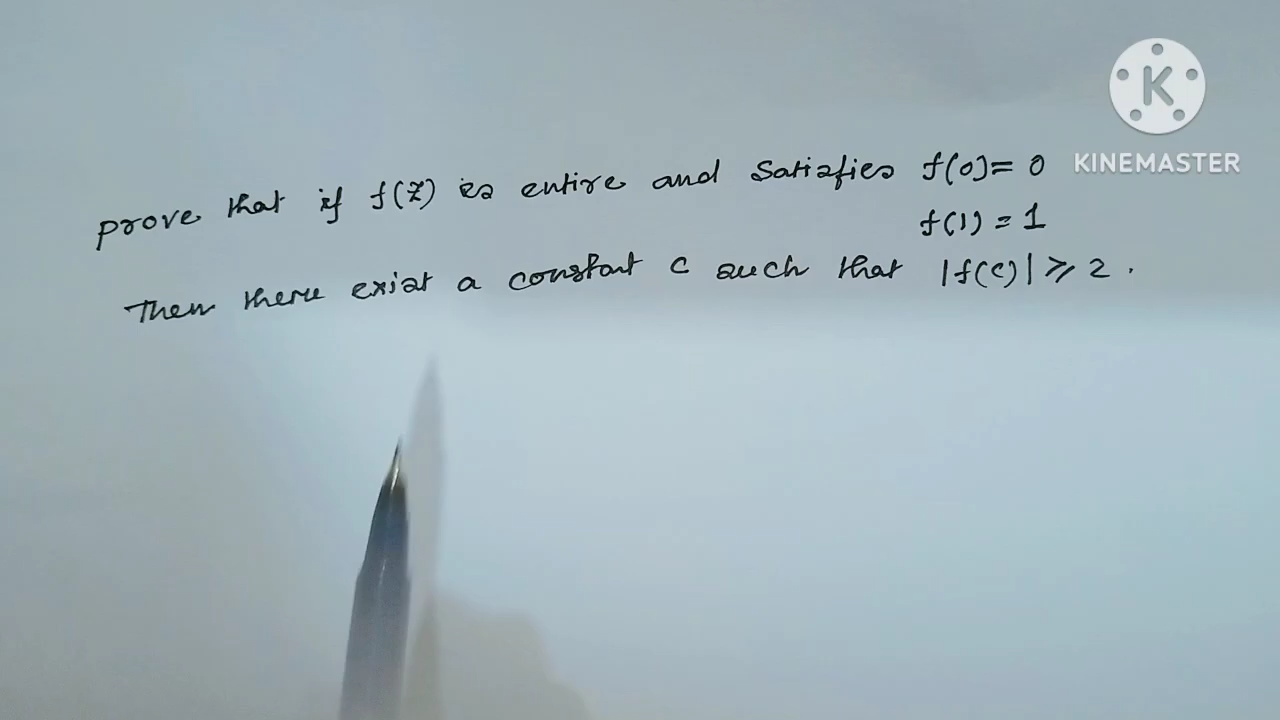 K
KINEMASTER
prove that if f(z) is entire and satisfies f(0) = 0
f(1) = 1
Then there exist a constant c such that |f(c)| ⩾ 2 .